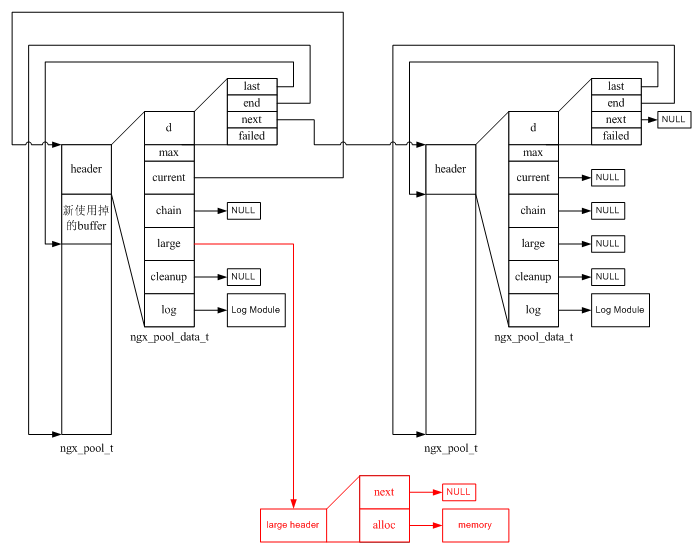 last
end
next
failed
d
max
current
chain
NULL
large
cleanup
NULL
log
Log Module
ngx_pool_data_t
header
新使用掉
的buffer
ngx_pool_t
last
end
next
NULL
failed
d
max
current
NULL
chain
NULL
large
NULL
cleanup
NULL
log
Log Module
ngx_pool_data_t
header
ngx_pool_t
next
NULL
large header
alloc
memory